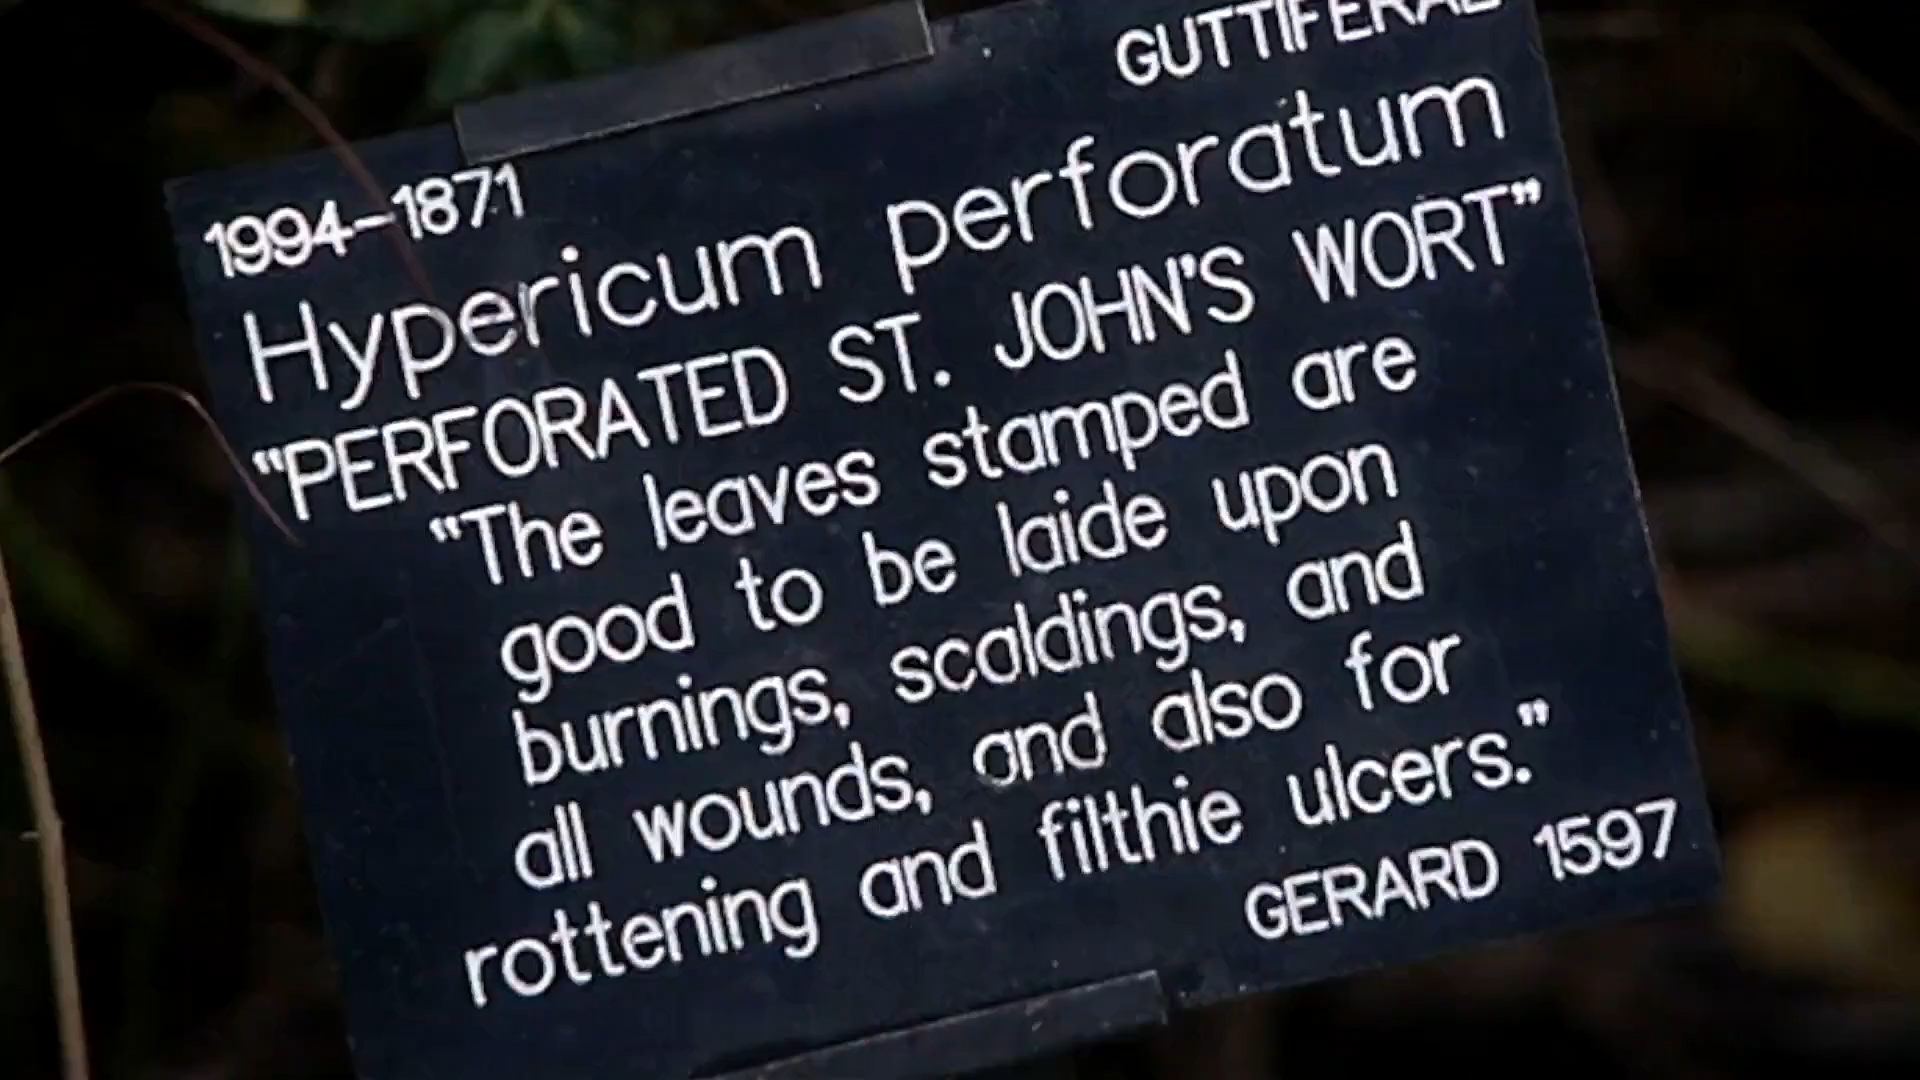 GUTTIFERAE
1994-1871
Hypericum perforatum
"PERFORATED ST. JOHN'S WORT"
"The leaves stamped are
good to be laide upon
burnings, scaldings, and
all wounds, and also for
rottening and filthie ulcers."
GERARD 1597